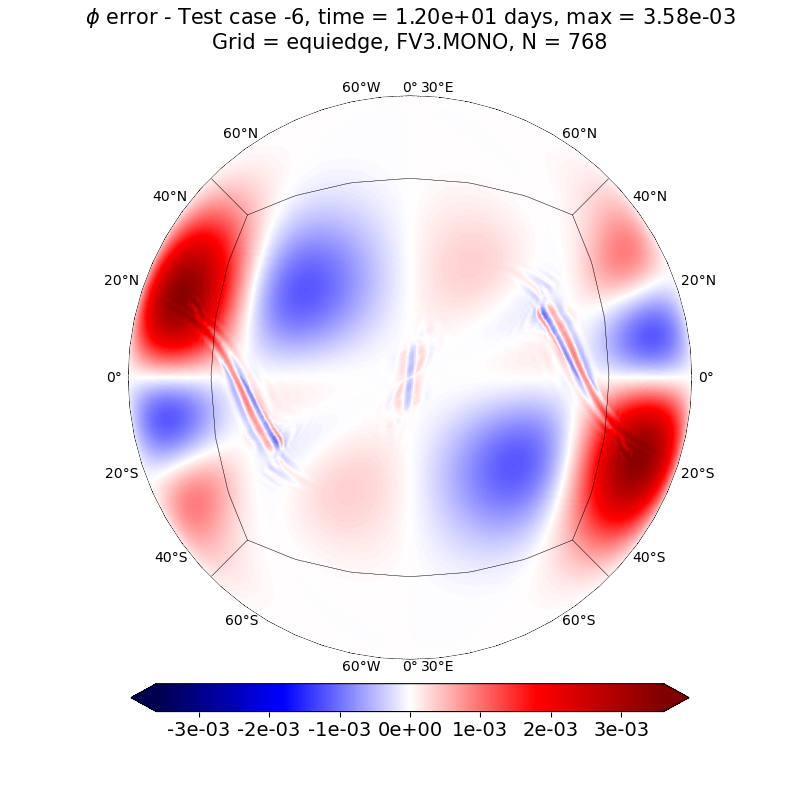 ϕ error - Test case -6, time = 1.20e+01 days, max = 3.58e-03
Grid = equiedge, FV3.MONO, N = 768
60°W 0° 30°E
60°N 60°N
40°N 40°N
20°N 20°N
0° 0°
20°S 20°S
40°S 40°S
60°S 60°S
60°W 0° 30°E
-3e-03 -2e-03 -1e-03 0e+00 1e-03 2e-03 3e-03